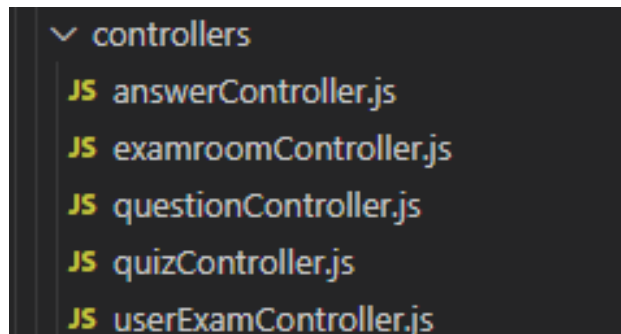 controllers
JS answerController.js
JS examroomController.js
JS questionController.js
JS quizController.js
JS userExamController.js